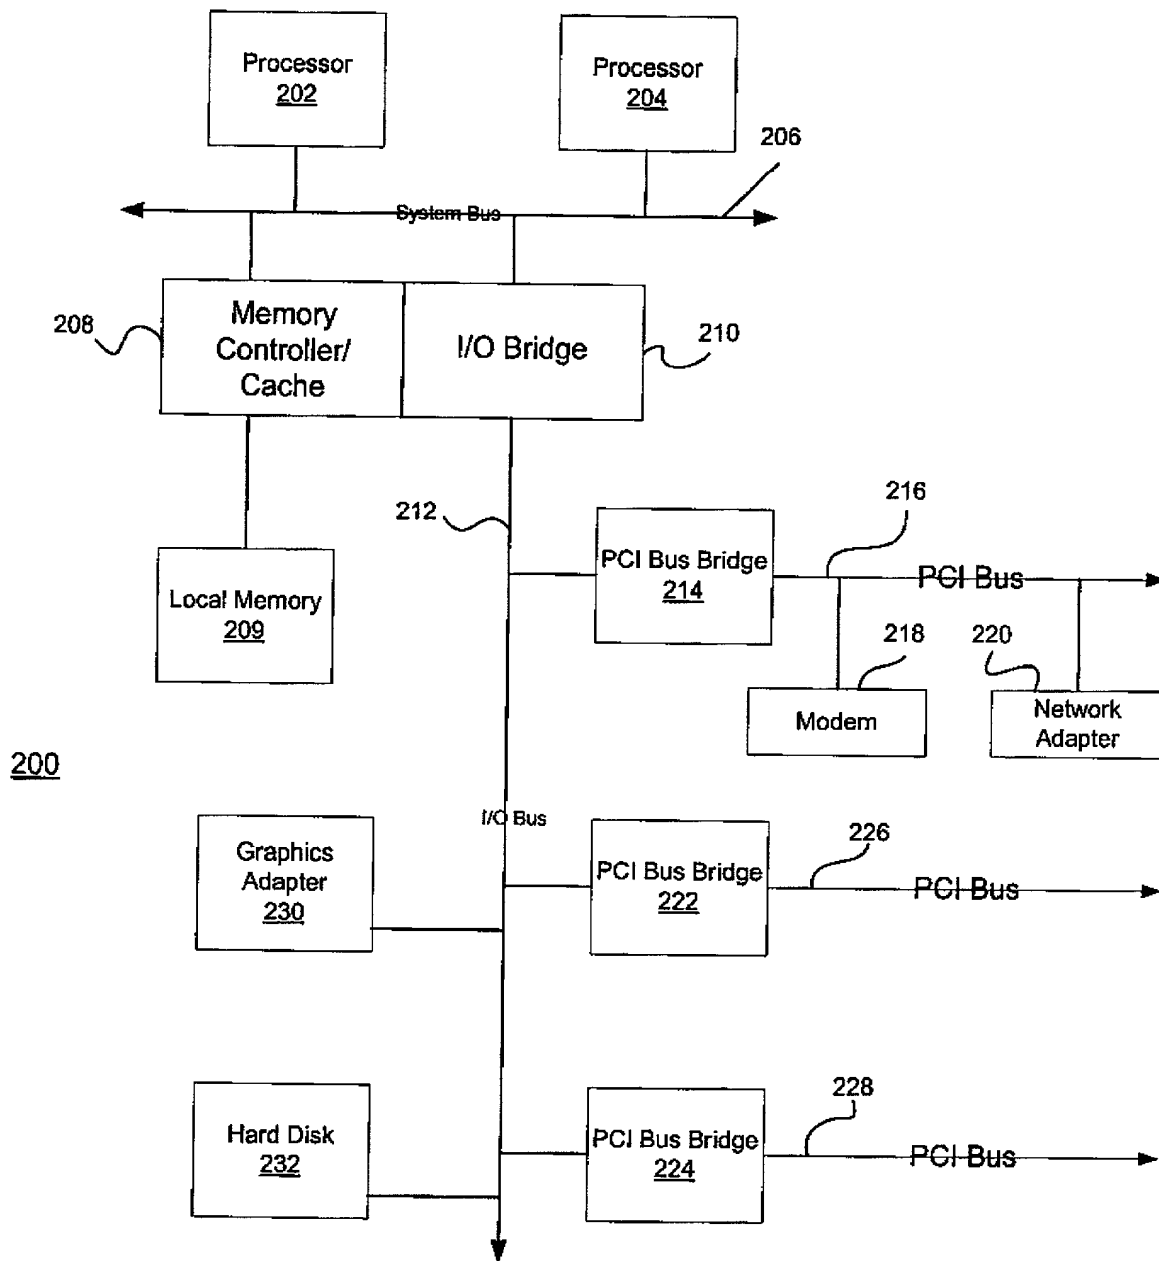 Processor
202
Processor
204
206
System Bus
208
Memory
Controller/
Cache
I/O Bridge
210
212
216
PCI Bus Bridge
214
PCI Bus
Local Memory
209
218
220
Modem
Network
Adapter
200
I/O Bus
Graphics
Adapter
230
PCI Bus Bridge
222
226
PCI Bus
Hard Disk
232
PCI Bus Bridge
224
228
PCI Bus